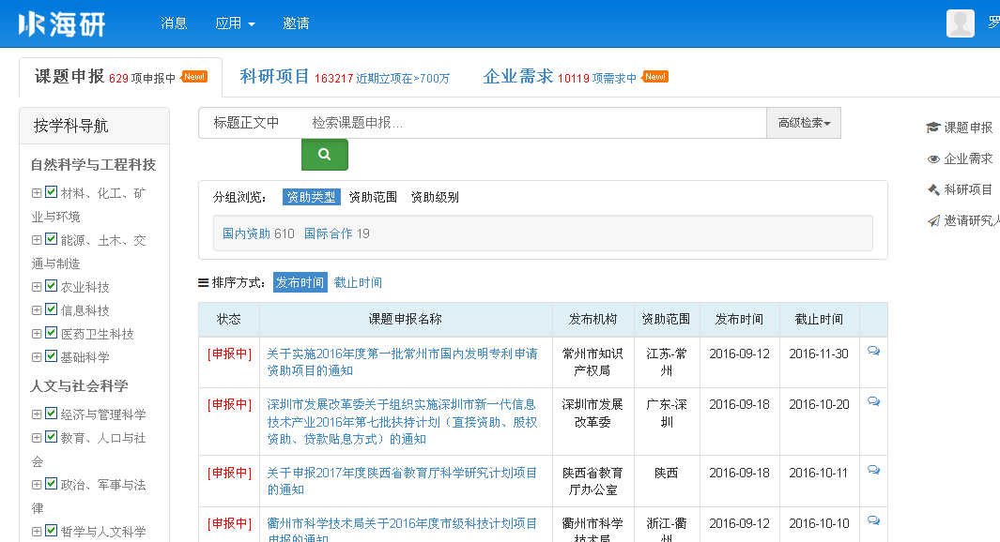 海研
消息 应用 邀请 罗
课题申报 629 项申报中 New!
科研项目 163217 近期立项在>700万
企业需求 10119 项需求中 New!
按学科导航
自然科学与工程科技
材料、化工、矿
业与环境
能源、土木、交
通与制造
农业科技
信息科技
医药卫生科技
基础科学
人文与社会科学
经济与管理科学
教育、人口与社
会
政治、军事与法
律
哲学与人文科学
标题正文中 检索课题申报... 高级检索
分组浏览： 资助类型 资助范围 资助级别
国内资助 610 国际合作 19
排序方式： 发布时间 截止时间
状态 课题申报名称 发布机构 资助范围 发布时间 截止时间
[申报中] 关于实施2016年度第一批常州市国内发明专利申请 常州市知识 江苏-常 2016-09-12 2016-11-30
资助项目的通知 产权局 州
[申报中] 深圳市发展改革委关于组织实施深圳市新一代信息 深圳市发展 广东-深 2016-09-18 2016-10-20
技术产业2016年第七批扶持计划（直接资助、股权 改革委 圳
资助、贷款贴息方式）的通知
[申报中] 关于申报2017年度陕西省教育厅科学研究计划项目 陕西省教育 陕西 2016-09-18 2016-10-11
的通知 厅办公室
[申报中] 衢州市科学技术局关于2016年度市级科技计划项目 衢州市科学 浙江-衢 2016-09-12 2016-10-10
申报的通知 技术局 州
课题申报
企业需求
科研项目
邀请研究人